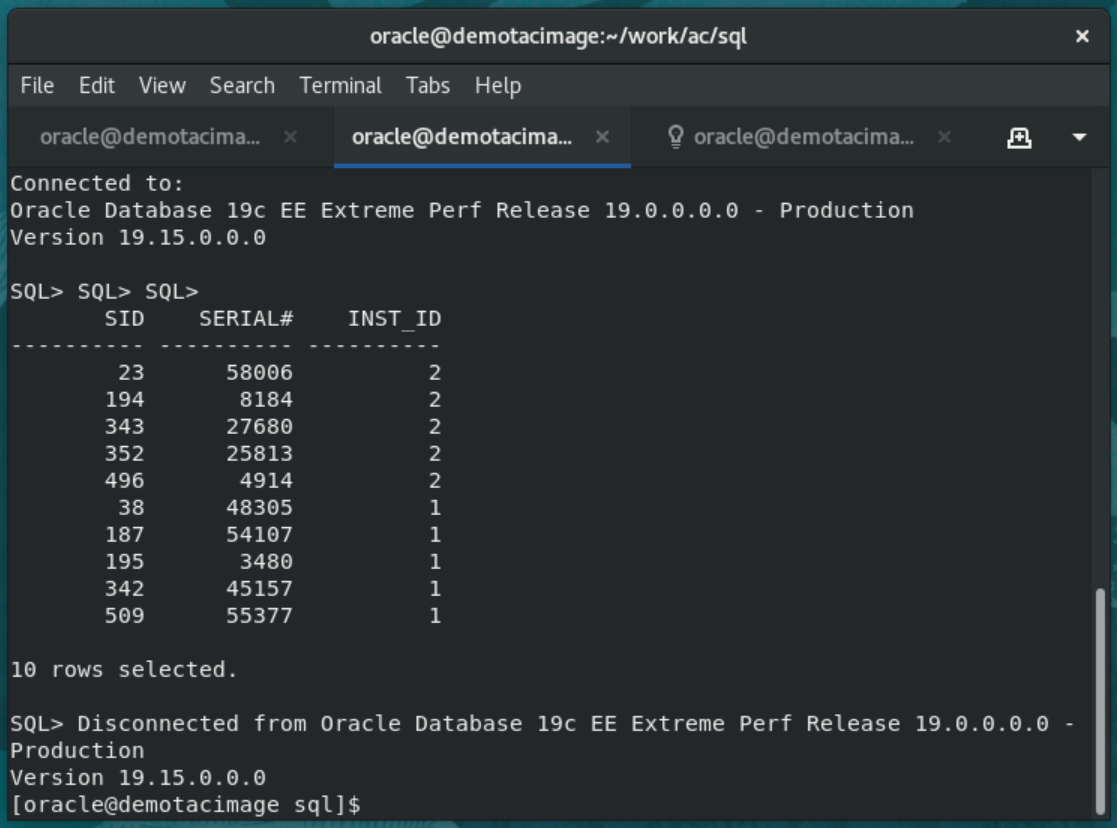 oracle@demotacimage:~/work/ac/sql ×
File Edit View Search Terminal Tabs Help
oracle@demotacima... × oracle@demotacima... × oracle@demotacima... ×
Connected to:
Oracle Database 19c EE Extreme Perf Release 19.0.0.0.0 - Production
Version 19.15.0.0.0
SQL> SQL> SQL>
SID SERIAL# INST_ID
---------- ---------- ----------
23 58006 2
194 8184 2
343 27680 2
352 25813 2
496 4914 2
38 48305 1
187 54107 1
195 3480 1
342 45157 1
509 55377 1
10 rows selected.
SQL> Disconnected from Oracle Database 19c EE Extreme Perf Release 19.0.0.0.0 -
Production
Version 19.15.0.0.0
[oracle@demotacimage sql]$